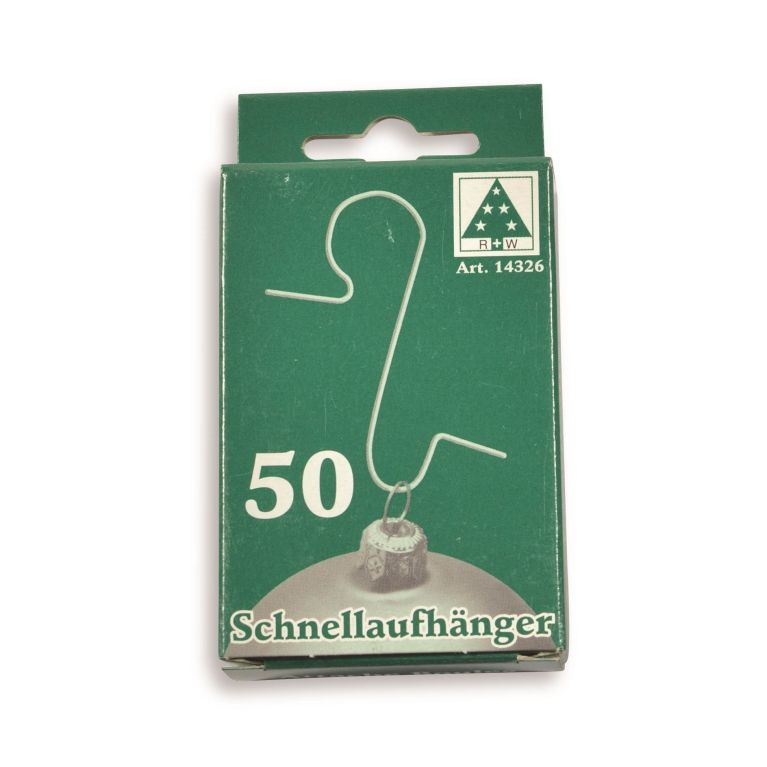 R+W
Art. 14326
50
Schnellaufhänger